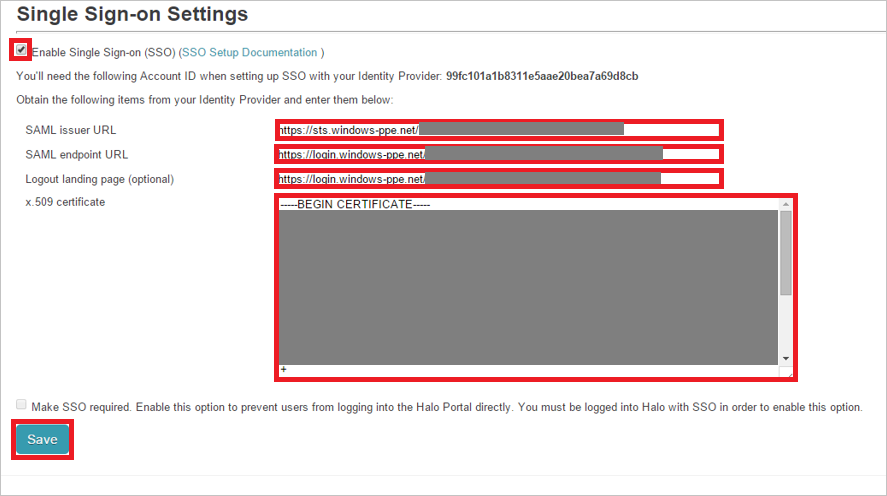 Single Sign-on Settings
Enable Single Sign-on (SSO) (SSO Setup Documentation )
You'll need the following Account ID when setting up SSO with your Identity Provider: 99fc101a1b8311e5aae20bea7a69d8cb
Obtain the following items from your Identity Provider and enter them below:
SAML issuer URL https://sts.windows-ppe.net/
SAML endpoint URL https://login.windows-ppe.net/
Logout landing page (optional) https://login.windows-ppe.net/
x.509 certificate -----BEGIN CERTIFICATE-----
+
Make SSO required. Enable this option to prevent users from logging into the Halo Portal directly. You must be logged into Halo with SSO in order to enable this option.
Save